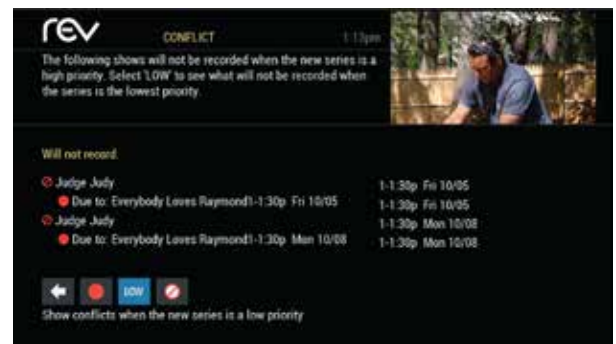 rev
CONFLICT 1:13pm
The following shows will not be recorded when the new series is a
high priority. Select 'LOW' to see what will not be recorded when
the series is the lowest priority.
Will not record.
Judge Judy 1-1:30p Fri 10/05
Due to: Everybody Loves Raymond1-1:30p Fri 10/05 1-1:30p Fri 10/05
Judge Judy 1-1:30p Mon 10/08
Due to: Everybody Loves Raymond1-1:30p Mon 10/08 1-1:30p Mon 10/08
LOW
Show conflicts when the new series is a low priority